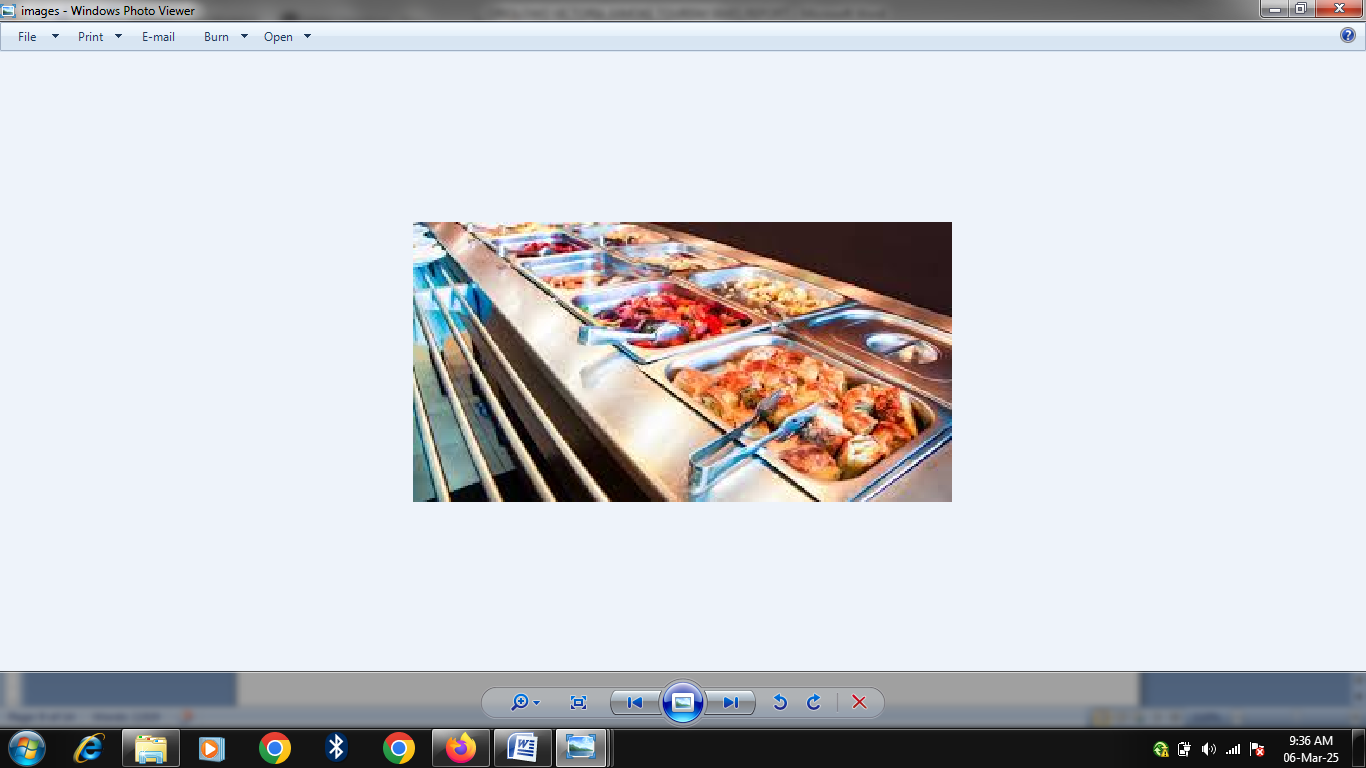 images - Windows Photo Viewer
File Print E-mail Burn Open
9:36 AM
06-Mar-25